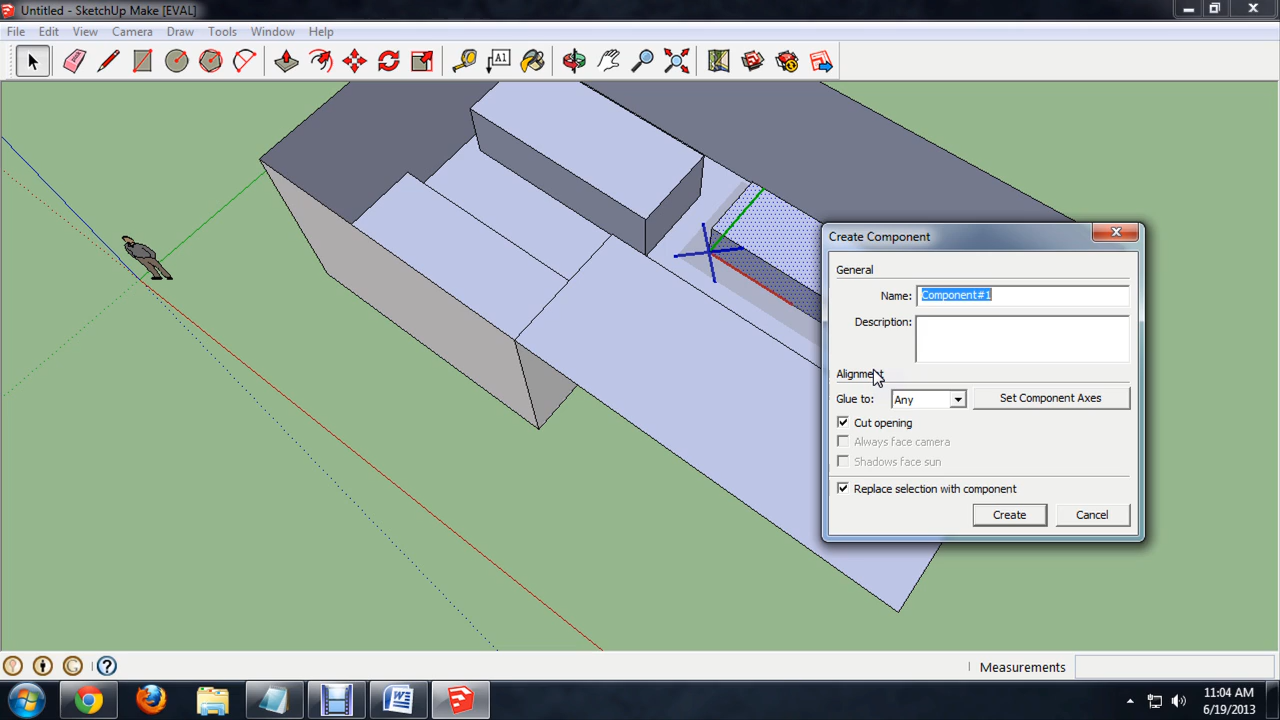 Untitled - SketchUp Make [EVAL]
File Edit View Camera Draw Tools Window Help
A1
Create Component
General
Name: Component#1
Description:
Alignment
Glue to: Any Set Component Axes
Cut opening
Always face camera
Shadows face sun
Replace selection with component
Create Cancel
Measurements
11:04 AM
6/19/2013